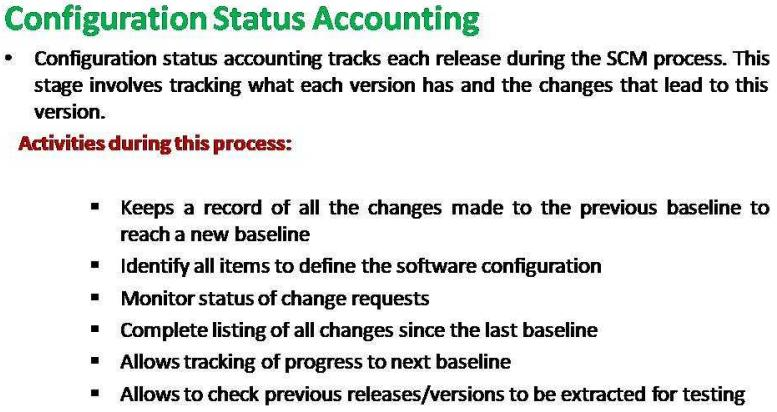 Configuration Status Accounting
• Configuration status accounting tracks each release during the SCM process. This
stage involves tracking what each version has and the changes that lead to this
version.
Activities during this process:
▪ Keeps a record of all the changes made to the previous baseline to
reach a new baseline
▪ Identify all items to define the software configuration
▪ Monitor status of change requests
▪ Complete listing of all changes since the last baseline
▪ Allows tracking of progress to next baseline
▪ Allows to check previous releases/versions to be extracted for testing